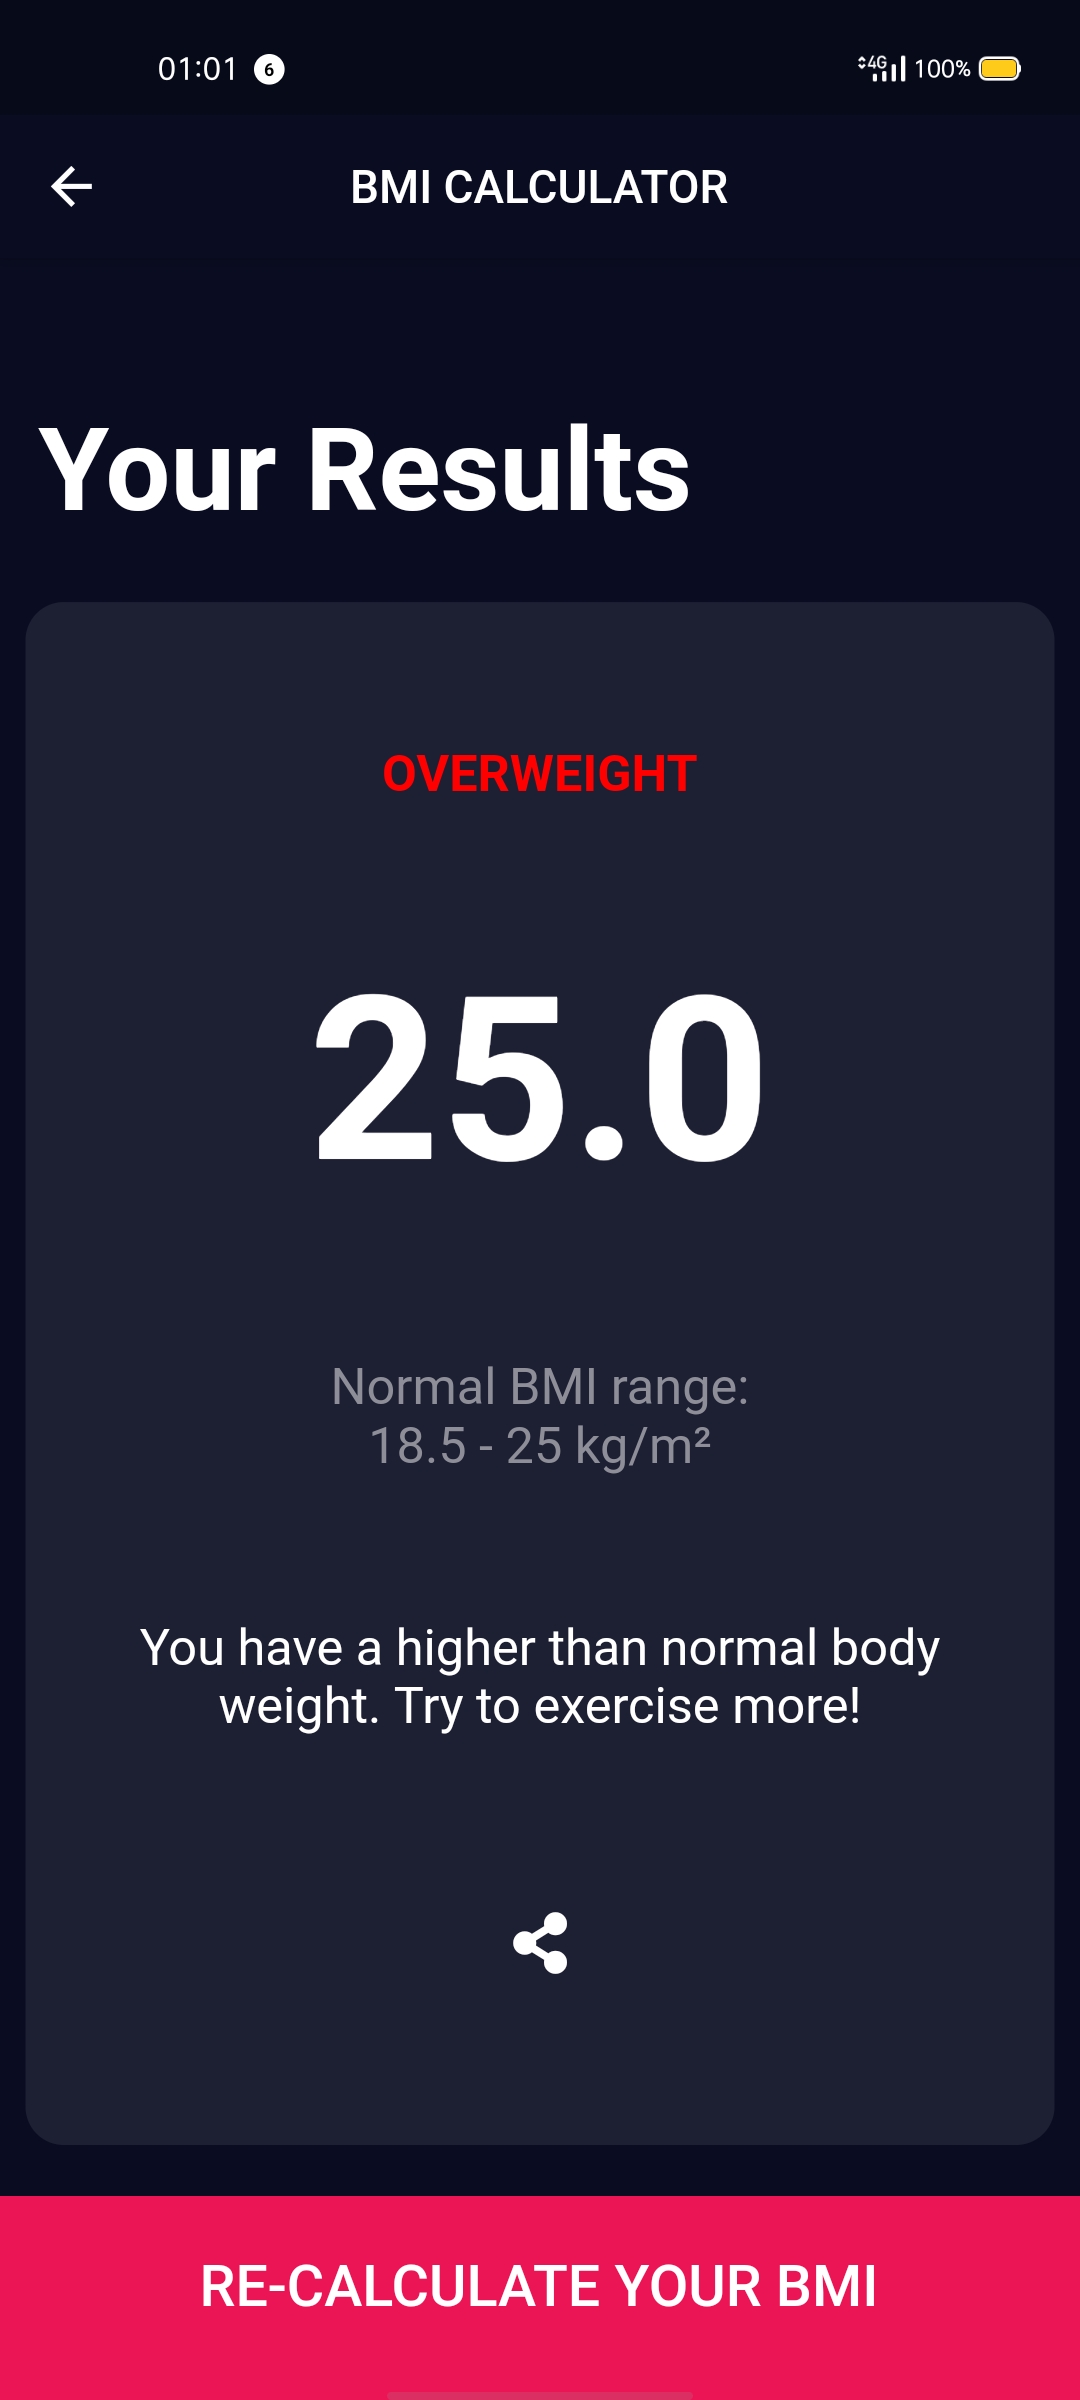 01:01 6 4G 100%
BMI CALCULATOR
Your Results
OVERWEIGHT
25.0
Normal BMI range:
18.5 - 25 kg/m²
You have a higher than normal body
weight. Try to exercise more!
RE-CALCULATE YOUR BMI